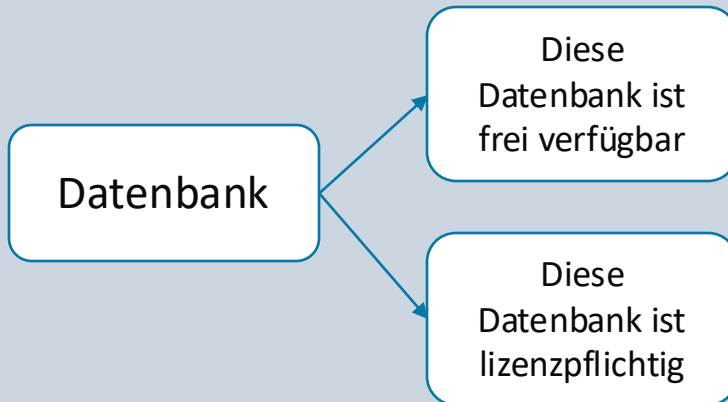 Datenbank
Diese
Datenbank ist
frei verfügbar
Diese
Datenbank ist
lizenzpflichtig